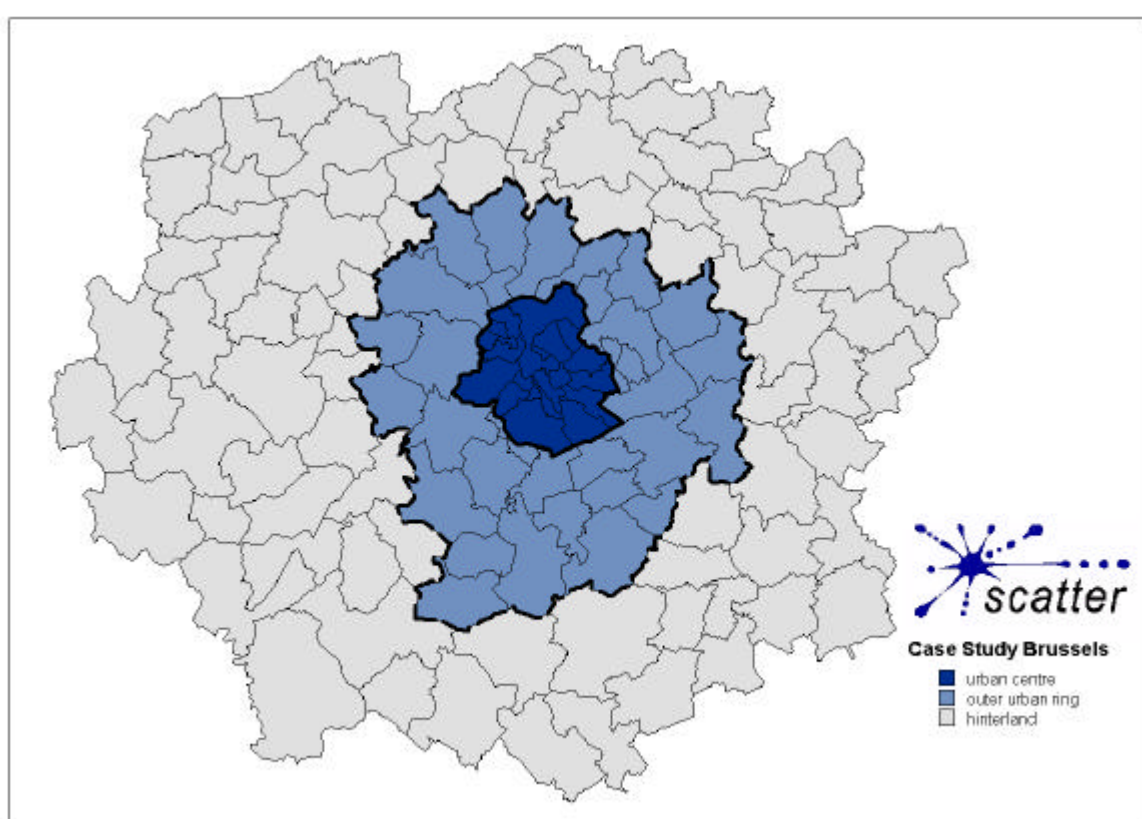 scatter
Case Study Brussels
urban centre
outer urban ring
hinterland